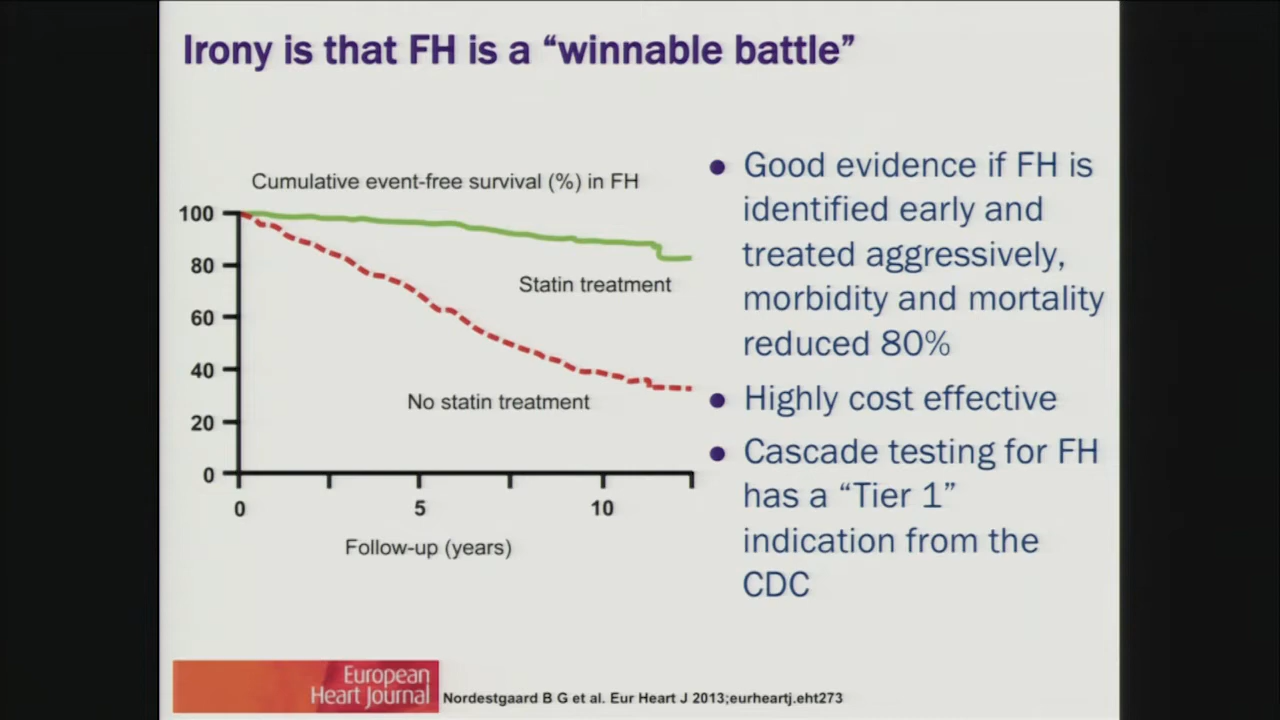 Irony is that FH is a “winnable battle”
Cumulative event-free survival (%) in FH
100
80
60
40
20
0
Statin treatment
No statin treatment
0
5
10
Follow-up (years)
● Good evidence if FH is
identified early and
treated aggressively,
morbidity and mortality
reduced 80%
● Highly cost effective
● Cascade testing for FH
has a “Tier 1”
indication from the
CDC
European
Heart Journal
Nordestgaard B G et al. Eur Heart J 2013;eurheartj.eht273